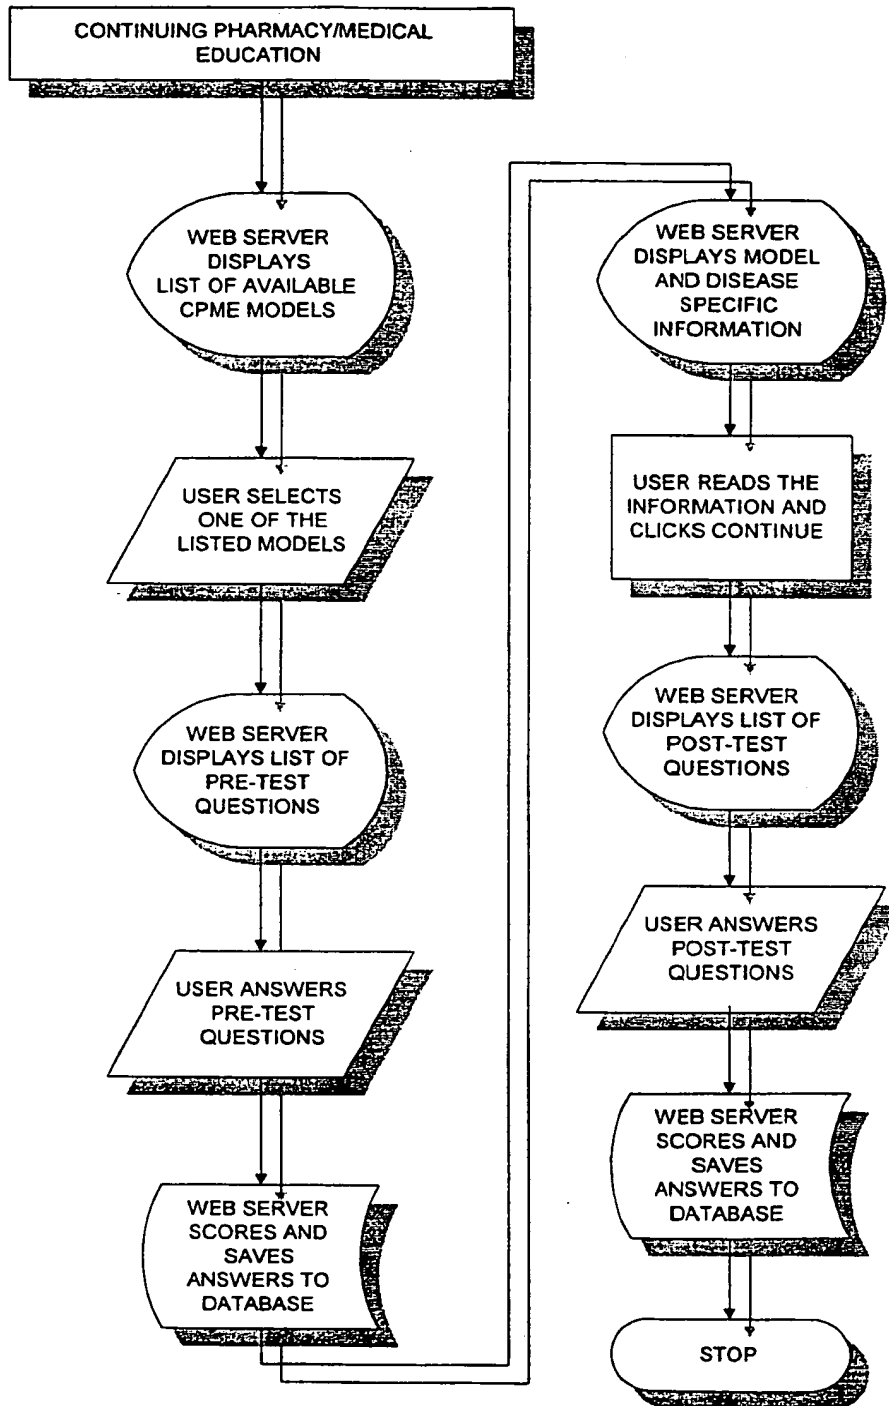 CONTINUING PHARMACY/MEDICAL
EDUCATION
WEB SERVER
DISPLAYS
LIST OF AVAILABLE
CPME MODELS
USER SELECTS
ONE OF THE
LISTED MODELS
WEB SERVER
DISPLAYS LIST OF
PRE-TEST
QUESTIONS
USER ANSWERS
PRE-TEST
QUESTIONS
WEB SERVER
SCORES AND
SAVES
ANSWERS TO
DATABASE
WEB SERVER
DISPLAYS MODEL
AND DISEASE
SPECIFIC
INFORMATION
USER READS THE
INFORMATION AND
CLICKS CONTINUE
WEB SERVER
DISPLAYS LIST OF
POST-TEST
QUESTIONS
USER ANSWERS
POST-TEST
QUESTIONS
WEB SERVER
SCORES AND
SAVES
ANSWERS TO
DATABASE
STOP